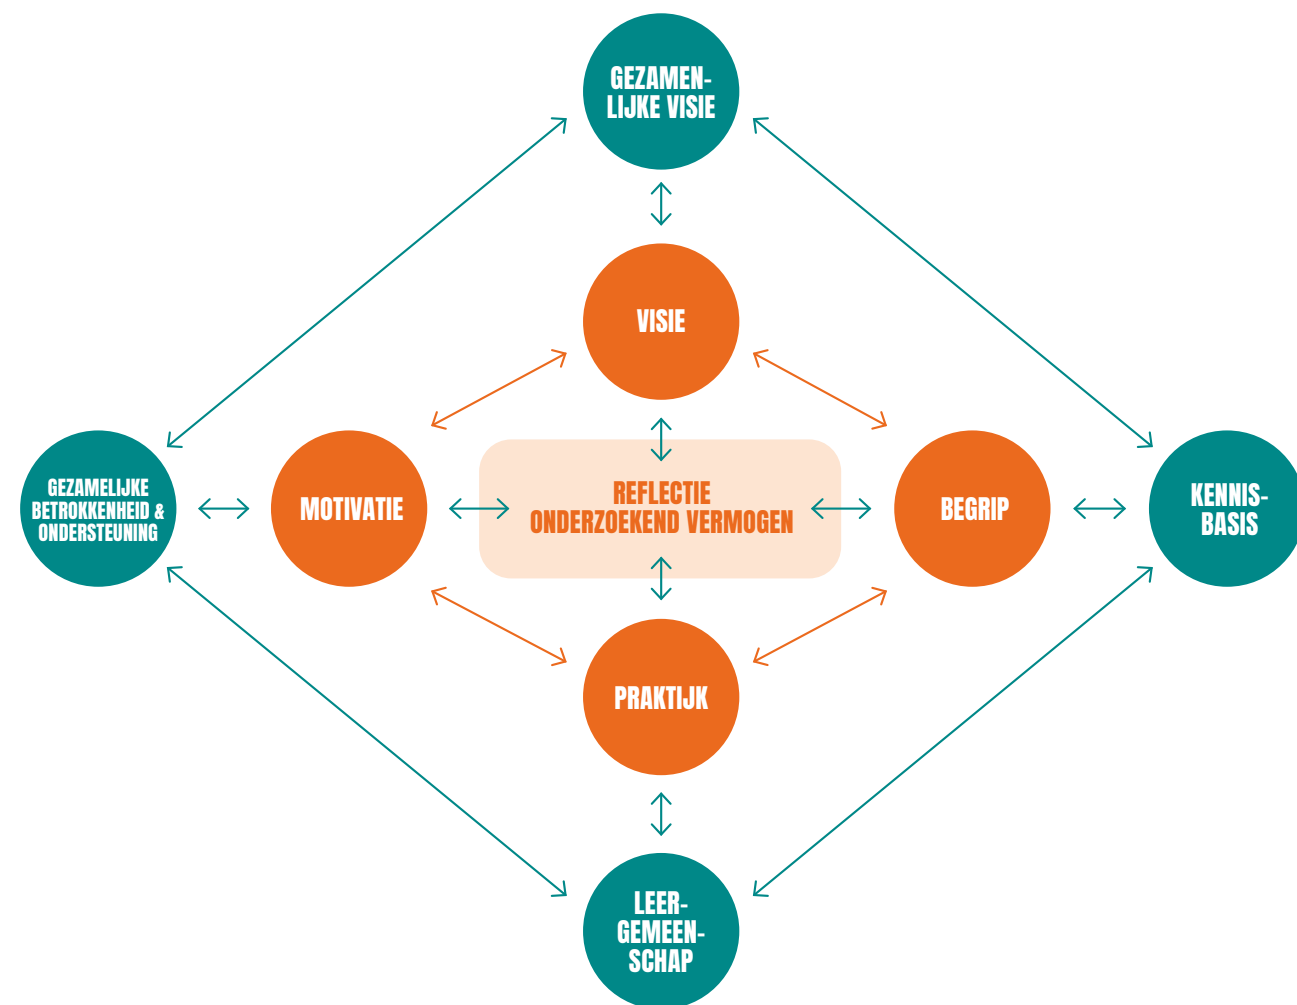 GEZAMEN-
LIJKE VISIE
VISIE
GEZAMELIJKE
BETROKKENHEID &
ONDERSTEUNING
MOTIVATIE
REFLECTIE
ONDERZOEKEND VERMOGEN
BEGRIP
KENNIS-
BASIS
PRAKTIJK
LEER-
GEMEEN-
SCHAP